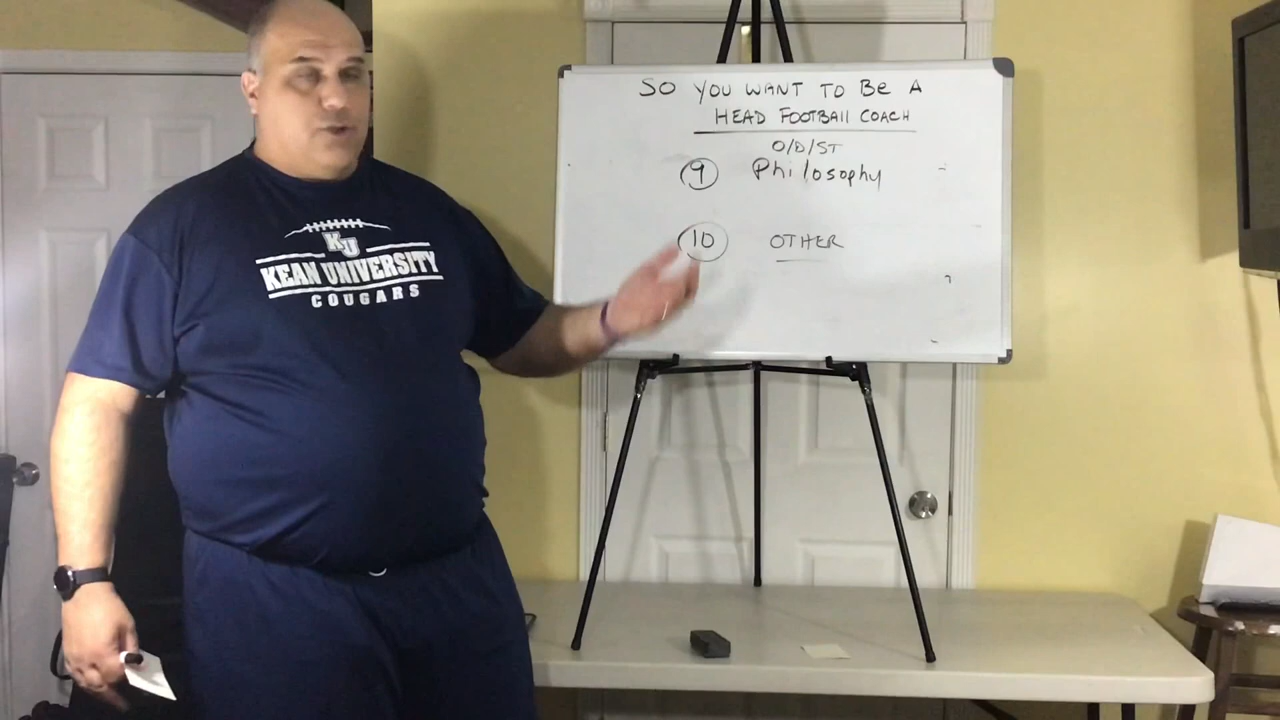 SO YOU WANT TO BE A
HEAD FOOTBALL COACH
O/D/ST
9 Philosophy
10 OTHER
KU
KEAN UNIVERSITY
COUGARS